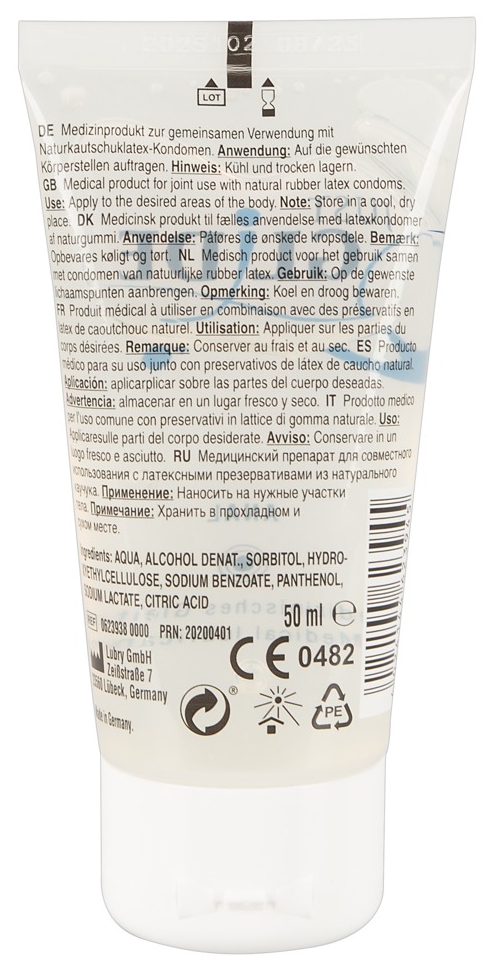 LOT
DE Medizinprodukt zur gemeinsamen Verwendung mit
Naturkautschuklatex-Kondomen. Anwendung: Auf die gewünschten
Körperstellen auftragen. Hinweis: Kühl und trocken lagern.
GB Medical product for joint use with natural rubber latex condoms.
Use: Apply to the desired areas of the body. Note: Store in a cool, dry
place. DK Medicinsk produkt til fælles anvendelse med latexkondomer
af naturgummi. Anvendelse: Påføres de ønskede kropsdele. Bemærk:
Opbevares køligt og tørt. NL Medisch product voor het gebruik samen
met condomen van natuurlijke rubber latex. Gebruik: Op de gewenste
lichaamspunten aanbrengen. Opmerking: Koel en droog bewaren.
FR Produit médical à utiliser en combinaison avec des préservatifs en
latex de caoutchouc naturel. Utilisation: Appliquer sur les parties du
corps désirées. Remarque: Conserver au frais et au sec. ES Producto
médico para su uso junto con preservativos de látex de caucho natural.
Aplicación: aplicarplicar sobre las partes del cuerpo deseadas.
Advertencia: almacenar en un lugar fresco y seco. IT Prodotto medico
per l'uso comune con preservativi in lattice di gomma naturale. Uso:
Applicaresulle parti del corpo desiderate. Avviso: Conservare in un
luogo fresco e asciutto. RU Медицинский препарат для совместного
использования с латексными презервативами из натурального
каучука. Применение: Наносить на нужные участки
тела. Примечание: Хранить в прохладном и
сухом месте.
Ingredients: AQUA, ALCOHOL DENAT, SORBITOL, HYDRO-
XYETHYLCELLULOSE, SODIUM BENZOATE, PANTHENOL,
SODIUM LACTATE, CITRIC ACID
50 ml e
REF 0623938 0000 PRN: 20200401
Lubry GmbH
Zeißstraße 7
23560 Lübeck, Germany
CE 0482
Made in Germany.
®
PE